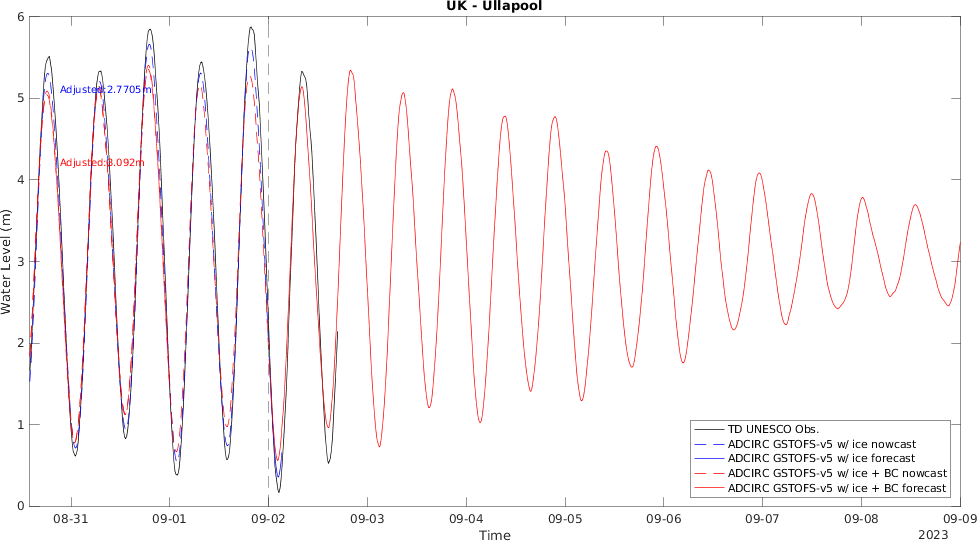 UK - Ullapool
6
5
4
3
2
1
0
Water Level (m)
Adjusted:2.7705m
Adjusted:3.092m
TD UNESCO Obs.
ADCIRC GSTOFS-v5 w/ ice nowcast
ADCIRC GSTOFS-v5 w/ ice forecast
ADCIRC GSTOFS-v5 w/ ice + BC nowcast
ADCIRC GSTOFS-v5 w/ ice + BC forecast
08-31 09-01 09-02 09-03 09-04 09-05 09-06 09-07 09-08 09-09
Time
2023